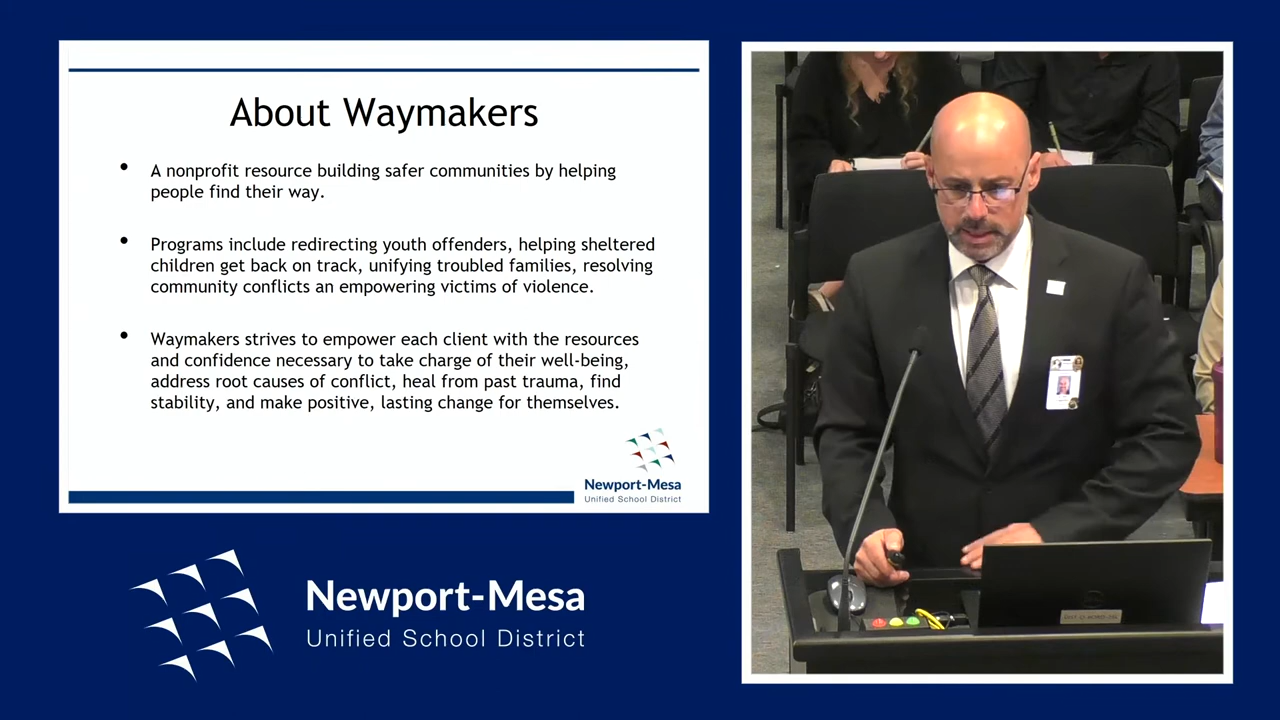 About Waymakers
• A nonprofit resource building safer communities by helping
people find their way.
• Programs include redirecting youth offenders, helping sheltered
children get back on track, unifying troubled families, resolving
community conflicts an empowering victims of violence.
• Waymakers strives to empower each client with the resources
and confidence necessary to take charge of their well-being,
address root causes of conflict, heal from past trauma, find
stability, and make positive, lasting change for themselves.
Newport-Mesa
Unified School District
Newport-Mesa
Unified School District